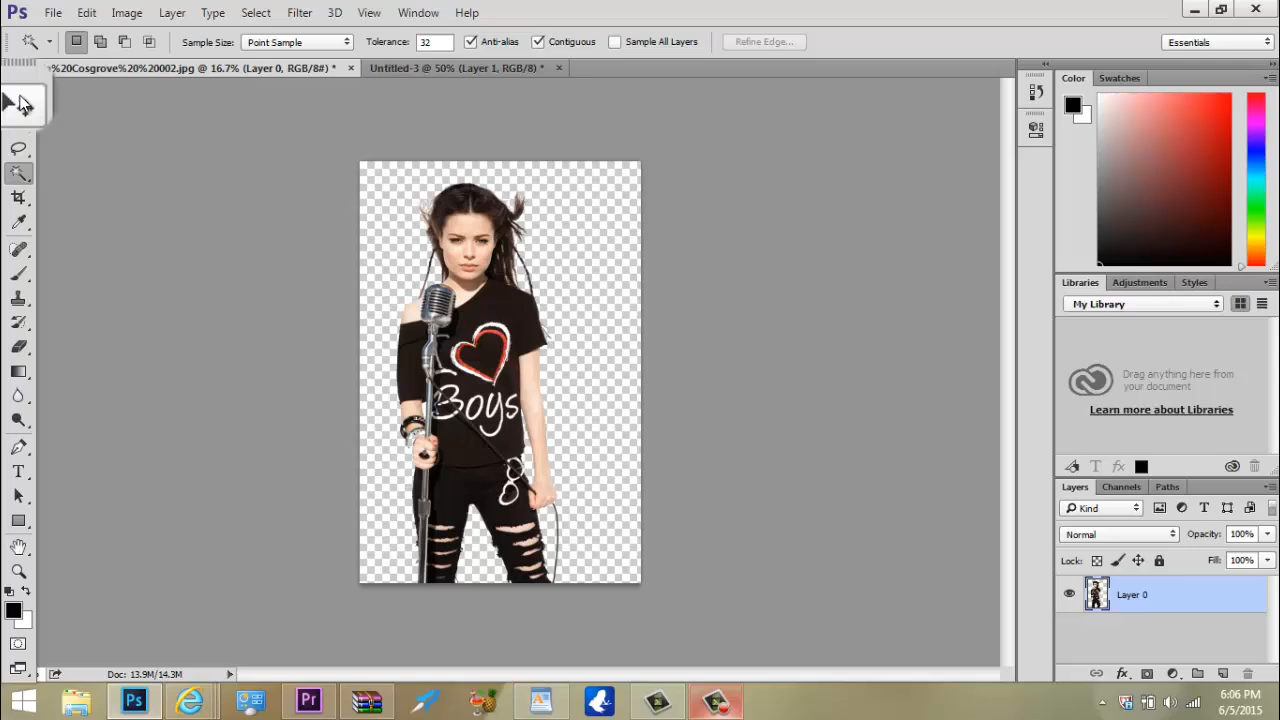 Ps File Edit Image Layer Type Select Filter 3D View Window Help
Sample Size: Point Sample Tolerance: 32 Anti-alias Contiguous Sample All Layers Refine Edge... Essentials
%20Cosgrove%20%20002.jpg @ 16.7% (Layer 0, RGB/8#) * × Untitled-3 @ 50% (Layer 1, RGB/8) * ×
Color Swatches
Libraries Adjustments Styles
My Library
Drag anything here from
your document
Learn more about Libraries
Boys
T fx
Layers Channels Paths
Kind
Normal Opacity: 100%
Lock: Fill: 100%
Layer 0
Doc: 13.9M/14.3M
fx
Ps Pr
6:06 PM
6/5/2015